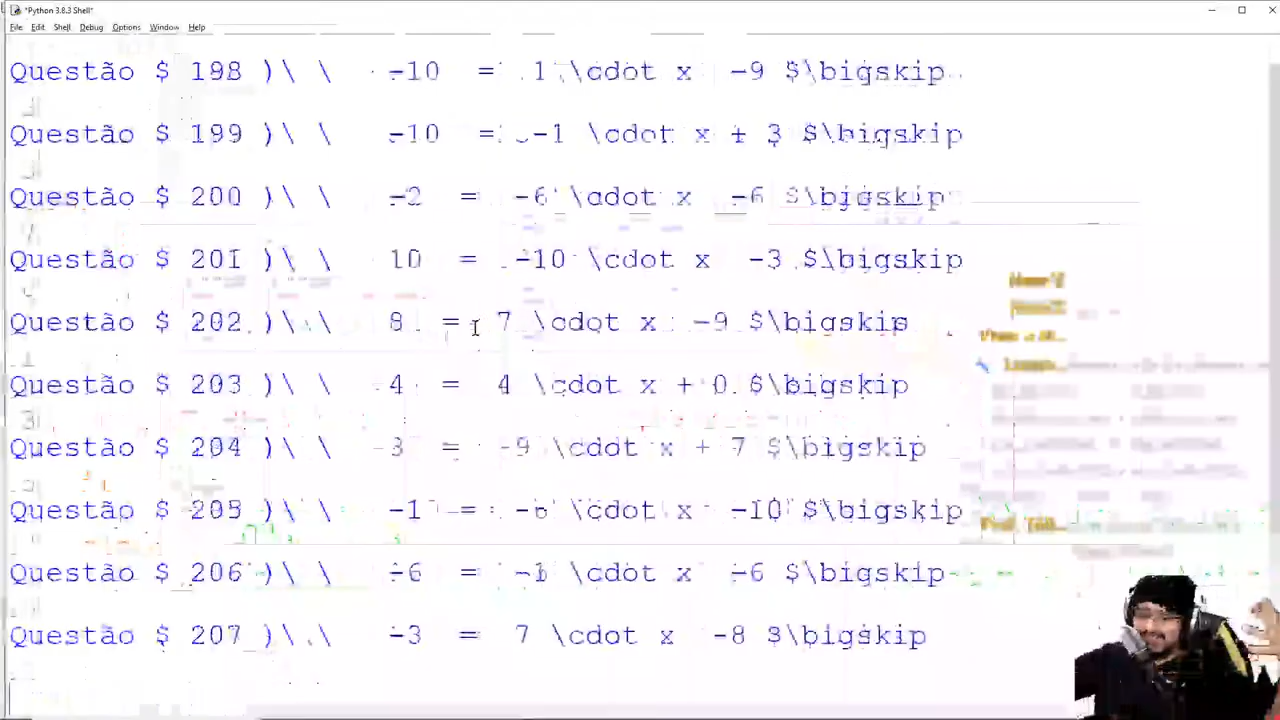 *Python 3.8.3 Shell*
File Edit Shell Debug Options Window Help
Questão $ 198 )\ \ -10 = 1 \cdot x -9 $\bigskip
Questão $ 199 )\ \ -10 = -1 \cdot x + 3 $\bigskip
Questão $ 200 )\ \ -2 = -6 \cdot x -6 $\bigskip
Questão $ 201 )\ \ 10 = -10 \cdot x -3 $\bigskip
Questão $ 202 )\ \ 8 = 7 \cdot x -9 $\bigskip
Questão $ 203 )\ \ -4 = 4 \cdot x + 0 $\bigskip
Questão $ 204 )\ \ -3 = -9 \cdot x + 7 $\bigskip
Questão $ 205 )\ \ -1 = -6 \cdot x -10 $\bigskip
Questão $ 206 )\ \ -6 = -1 \cdot x -6 $\bigskip
Questão $ 207 )\ \ -3 = 7 \cdot x -8 $\bigskip